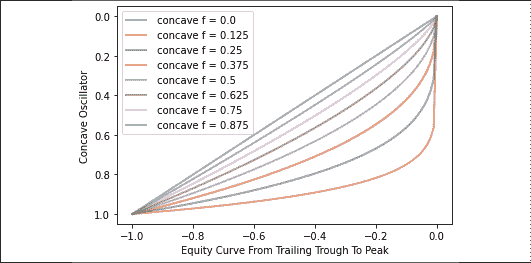 concave f = 0.0
concave f = 0.125
concave f = 0.25
concave f = 0.375
concave f = 0.5
concave f = 0.625
concave f = 0.75
concave f = 0.875
Concave Oscillator
0.0
0.2
0.4
0.6
0.8
1.0
−1.0 −0.8 −0.6 −0.4 −0.2 0.0
Equity Curve From Trailing Trough To Peak